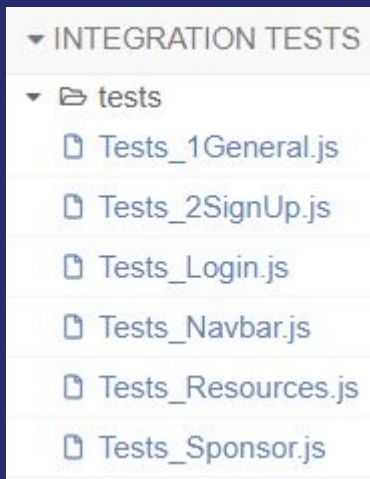 INTEGRATION TESTS
tests
Tests_1General.js
Tests_2SignUp.js
Tests_Login.js
Tests_Navbar.js
Tests_Resources.js
Tests_Sponsor.js